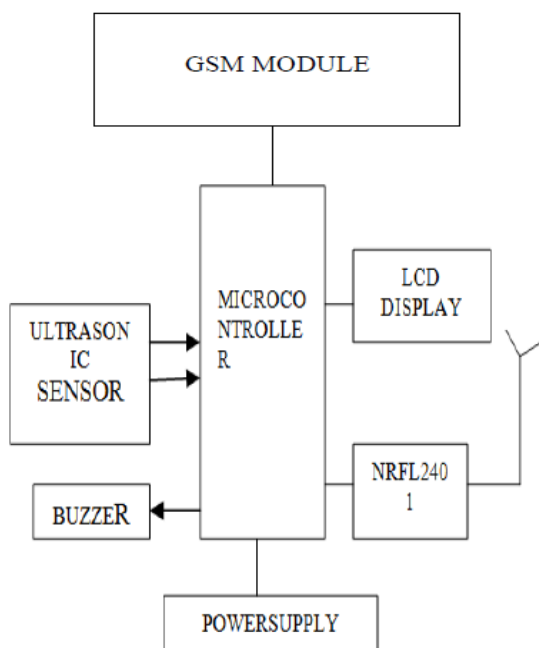 GSM MODULE
MICROCO
NTROLLE
R
LCD
DISPLAY
ULTRASON
IC
SENSOR
NRFL240
1
BUZZER
POWERSUPPLY